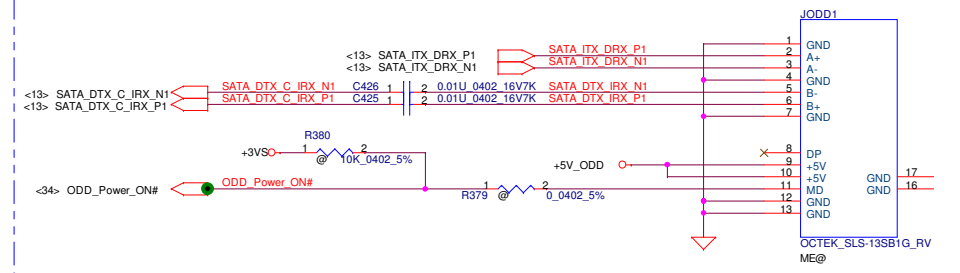 JODD1
1 GND
<13> SATA_ITX_DRX_P1 SATA_ITX_DRX_P1 2 A+
<13> SATA_ITX_DRX_N1 SATA_ITX_DRX_N1 3 A-
4 GND
<13> SATA_DTX_C_IRX_N1 SATA_DTX_C_IRX_N1 C426 1 2 0.01U_0402_16V7K SATA_DTX_IRX_N1 5 B-
<13> SATA_DTX_C_IRX_P1 SATA_DTX_C_IRX_P1 C425 1 2 0.01U_0402_16V7K SATA_DTX_IRX_P1 6 B+
7 GND
R380
+3VS 1 2 8 DP
@ 10K_0402_5%
+5V_ODD 9 +5V
10 +5V GND 17
<34> ODD_Power_ON# ODD_Power_ON# 1 2 11 MD GND 16
R379 @ 0_0402_5% 12 GND
13 GND
OCTEK_SLS-13SB1G_RV
ME@